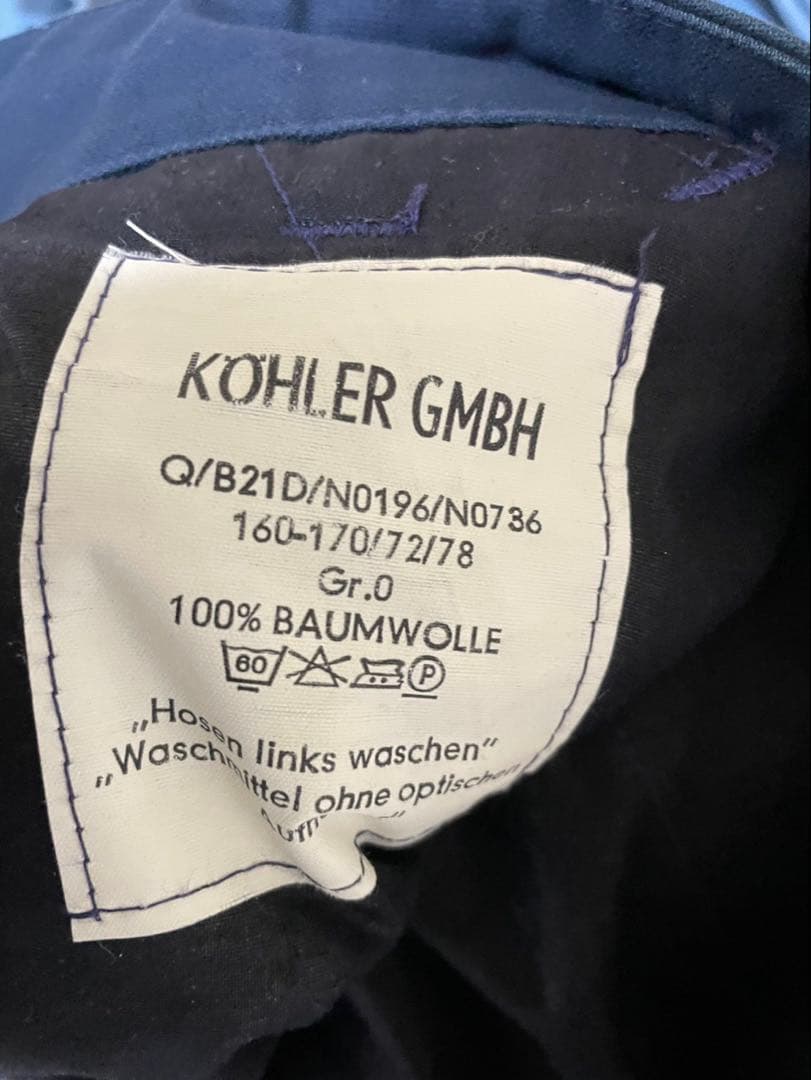 KÖHLER GMBH
Q/B21D/N0196/N0736
160-170/72/78
Gr.0
100% BAUMWOLLE
60 P
„Hosen links waschen“
„Waschmittel ohne optischen